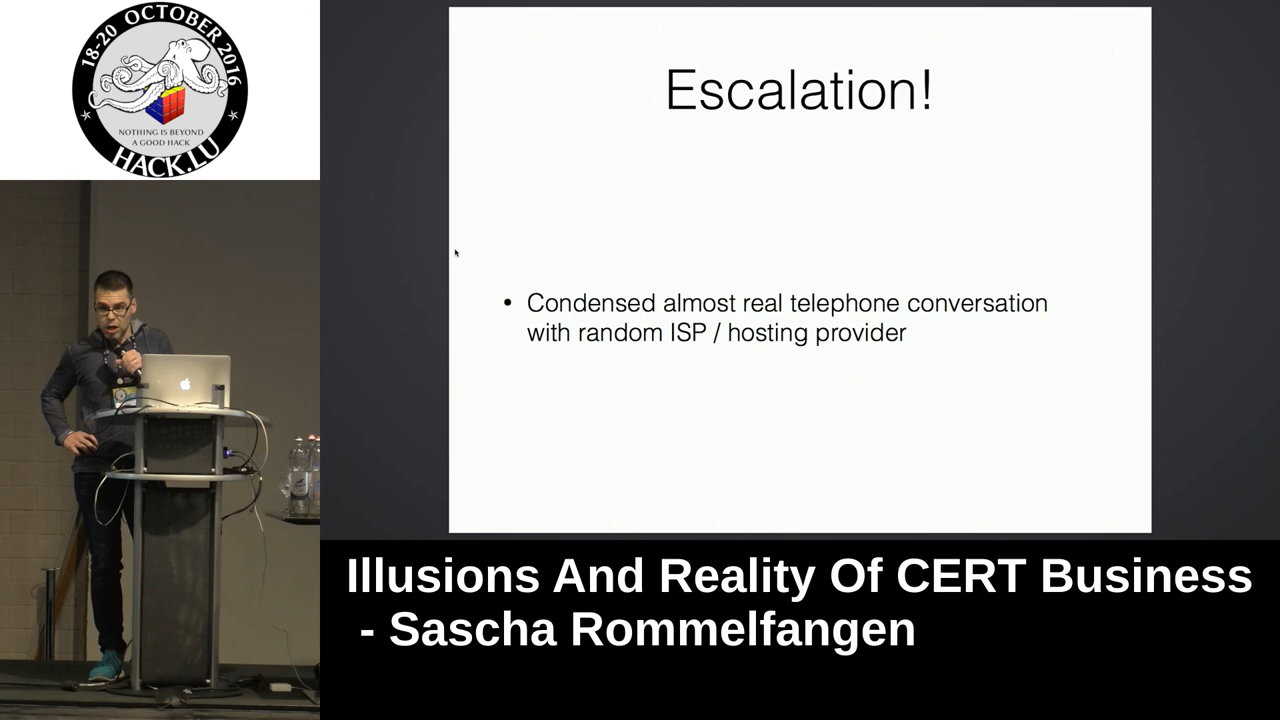 18-20 OCTOBER 2016
NOTHING IS BEYOND
A GOOD HACK
HACK.LU
Escalation!
• Condensed almost real telephone conversation
with random ISP / hosting provider
Illusions And Reality Of CERT Business
- Sascha Rommelfangen